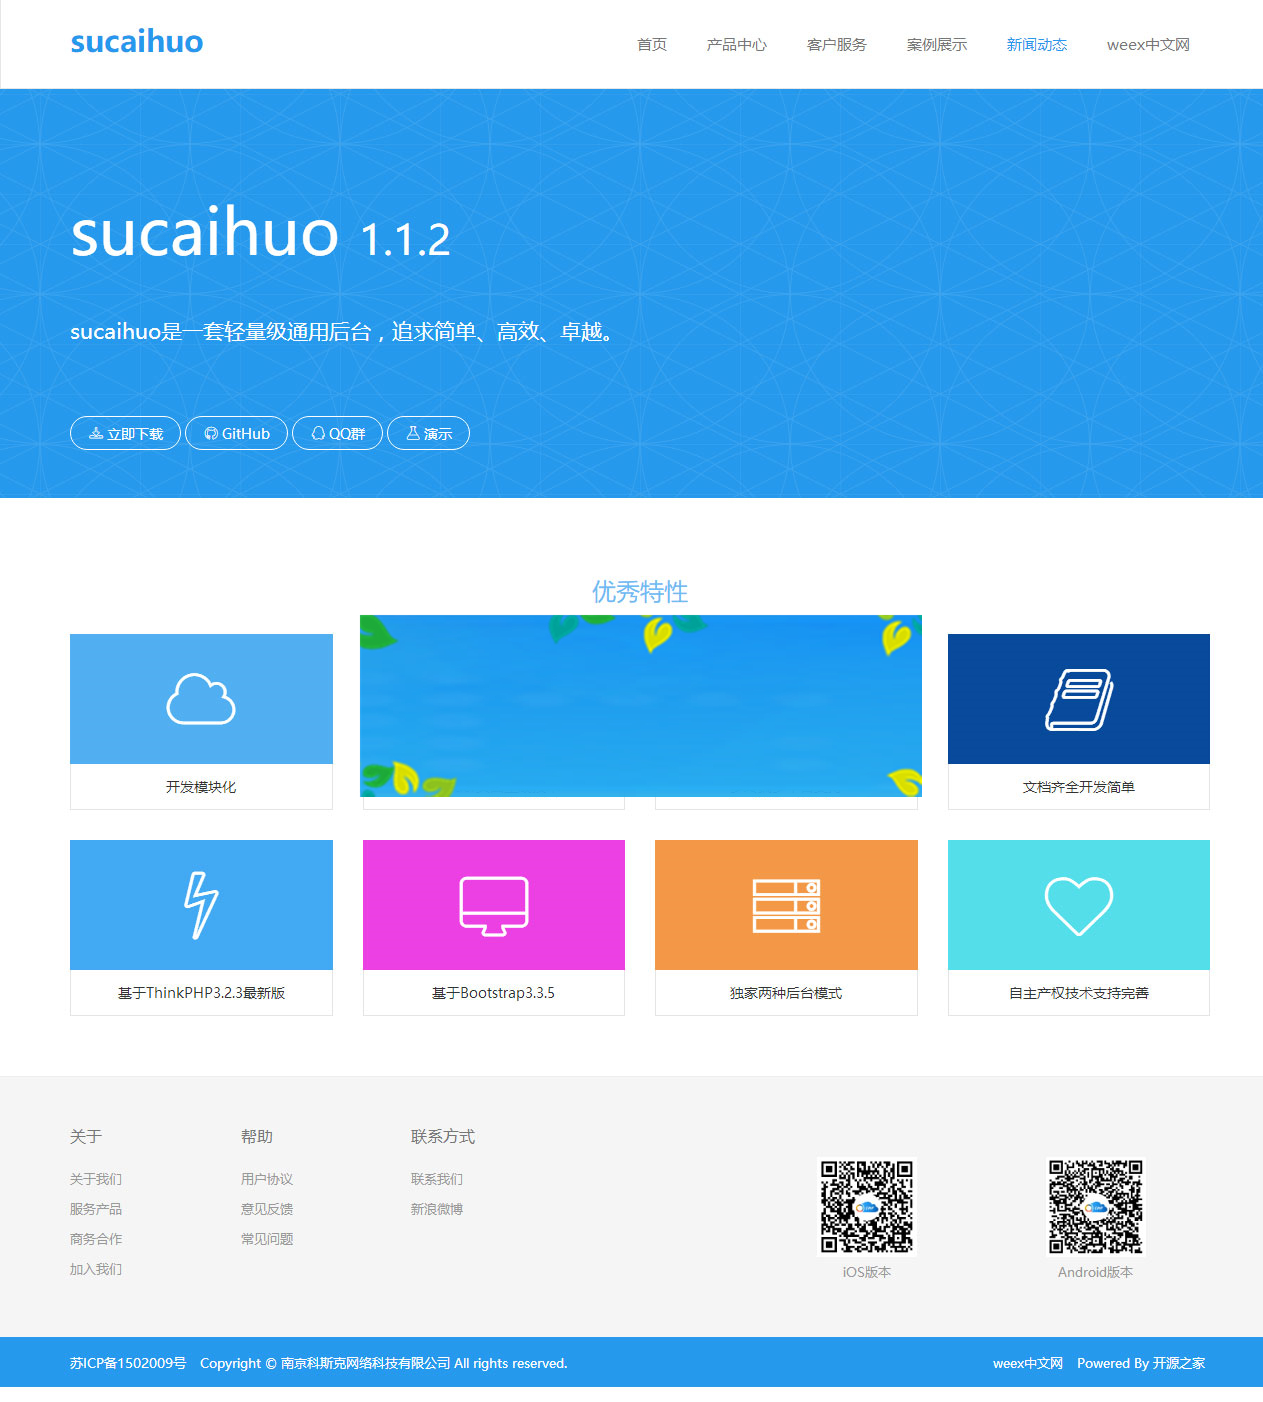 sucaihuo
首页 产品中心 客户服务 案例展示 新闻动态 weex中文网
sucaihuo 1.1.2
sucaihuo是一套轻量级通用后台，追求简单、高效、卓越。
立即下载 GitHub QQ群 演示
优秀特性
开发模块化 文档齐全开发简单
基于ThinkPHP3.2.3最新版 基于Bootstrap3.3.5 独家两种后台模式 自主产权技术支持完善
关于 帮助 联系方式
关于我们 用户协议 联系我们
服务产品 意见反馈 新浪微博
商务合作 常见问题
加入我们
iOS版本 Android版本
苏ICP备1502009号 Copyright © 南京科斯克网络科技有限公司 All rights reserved. weex中文网 Powered By 开源之家